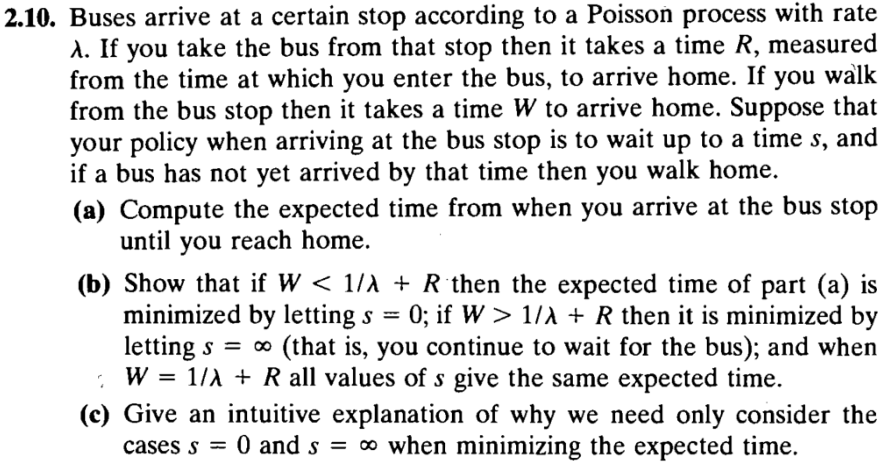 2.10. Buses arrive at a certain stop according to a Poisson process with rate
λ. If you take the bus from that stop then it takes a time R, measured
from the time at which you enter the bus, to arrive home. If you walk
from the bus stop then it takes a time W to arrive home. Suppose that
your policy when arriving at the bus stop is to wait up to a time s, and
if a bus has not yet arrived by that time then you walk home.
(a) Compute the expected time from when you arrive at the bus stop
until you reach home.
(b) Show that if W < 1/λ + R then the expected time of part (a) is
minimized by letting s = 0; if W > 1/λ + R then it is minimized by
letting s = ∞ (that is, you continue to wait for the bus); and when
W = 1/λ + R all values of s give the same expected time.
(c) Give an intuitive explanation of why we need only consider the
cases s = 0 and s = ∞ when minimizing the expected time.